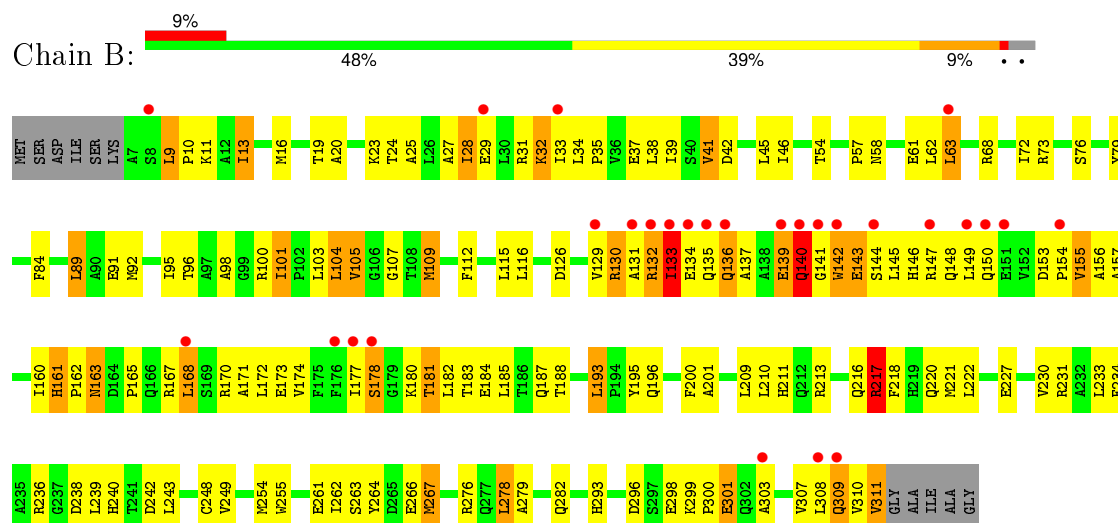 9%
Chain B:
48% 39% 9% • •
MET SER ASP ILE SER LYS A7 S8 L9 P10 K11 A12 I13 M16 T19 A20 K23 T24 A25 L26 A27 I28 E29 L30 R31 K32 I33 L34 P35 V36 E37 L38 I39 S40 V41 D42 L45 I46 T54 P57 N58 E61 L62 L63 R68 I72 R73 S76 Y79
F84 L89 A90 E91 M92 I95 T96 A97 A98 G99 R100 I101 P102 L103 I104 V105 G106 G107 T108 M109 F112 L115 L116 D126 V129 R130 A131 R132 I133 E134 Q135 Q136 A137 A138 E139 Q140 G141 W142 E143 S144 L145 H146 R147 Q148 L149 Q150 E151 V152 D153 P154 V155 A156 A157
I160 H161 P162 N163 D164 P165 Q166 R167 L168 S169 R170 A171 L172 E173 V174 F175 F176 I177 S178 G179 K180 T181 L182 T183 E184 L185 T186 Q187 T188 L193 P194 Y195 Q196 F200 A201 L209 L210 H211 Q212 R213 Q216 R217 F218 H219 Q220 M221 L222 E227 V230 R231 A232 L233
A235 R236 G237 D238 L239 H240 T241 D242 L243 C248 V249 M254 W255 E261 I262 S263 Y264 D265 E266 M267 R276 Q277 L278 A279 Q282 H293 D296 S297 E298 K299 P300 E301 Q302 A303 V307 L308 Q309 V310 V311 GLY ALA ILE ALA GLY